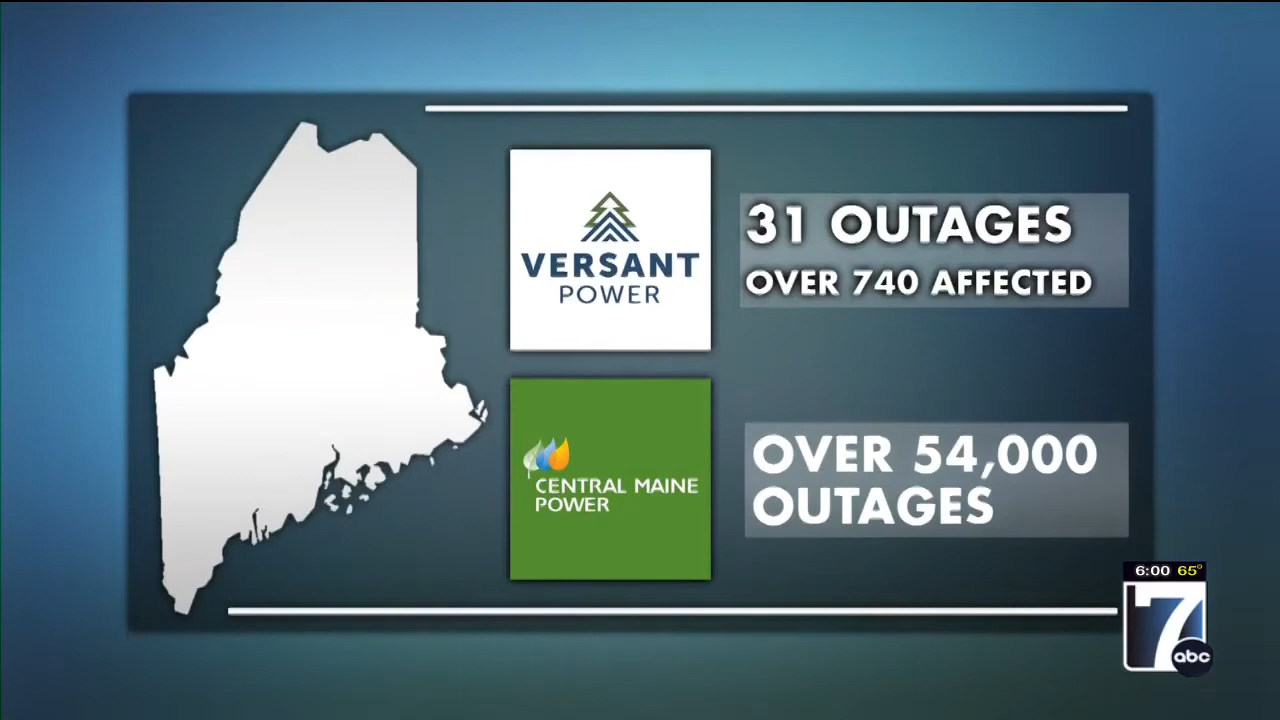 VERSANT
POWER
31 OUTAGES
OVER 740 AFFECTED
CENTRAL MAINE
POWER
OVER 54,000
OUTAGES
6:00 65°
7
abc